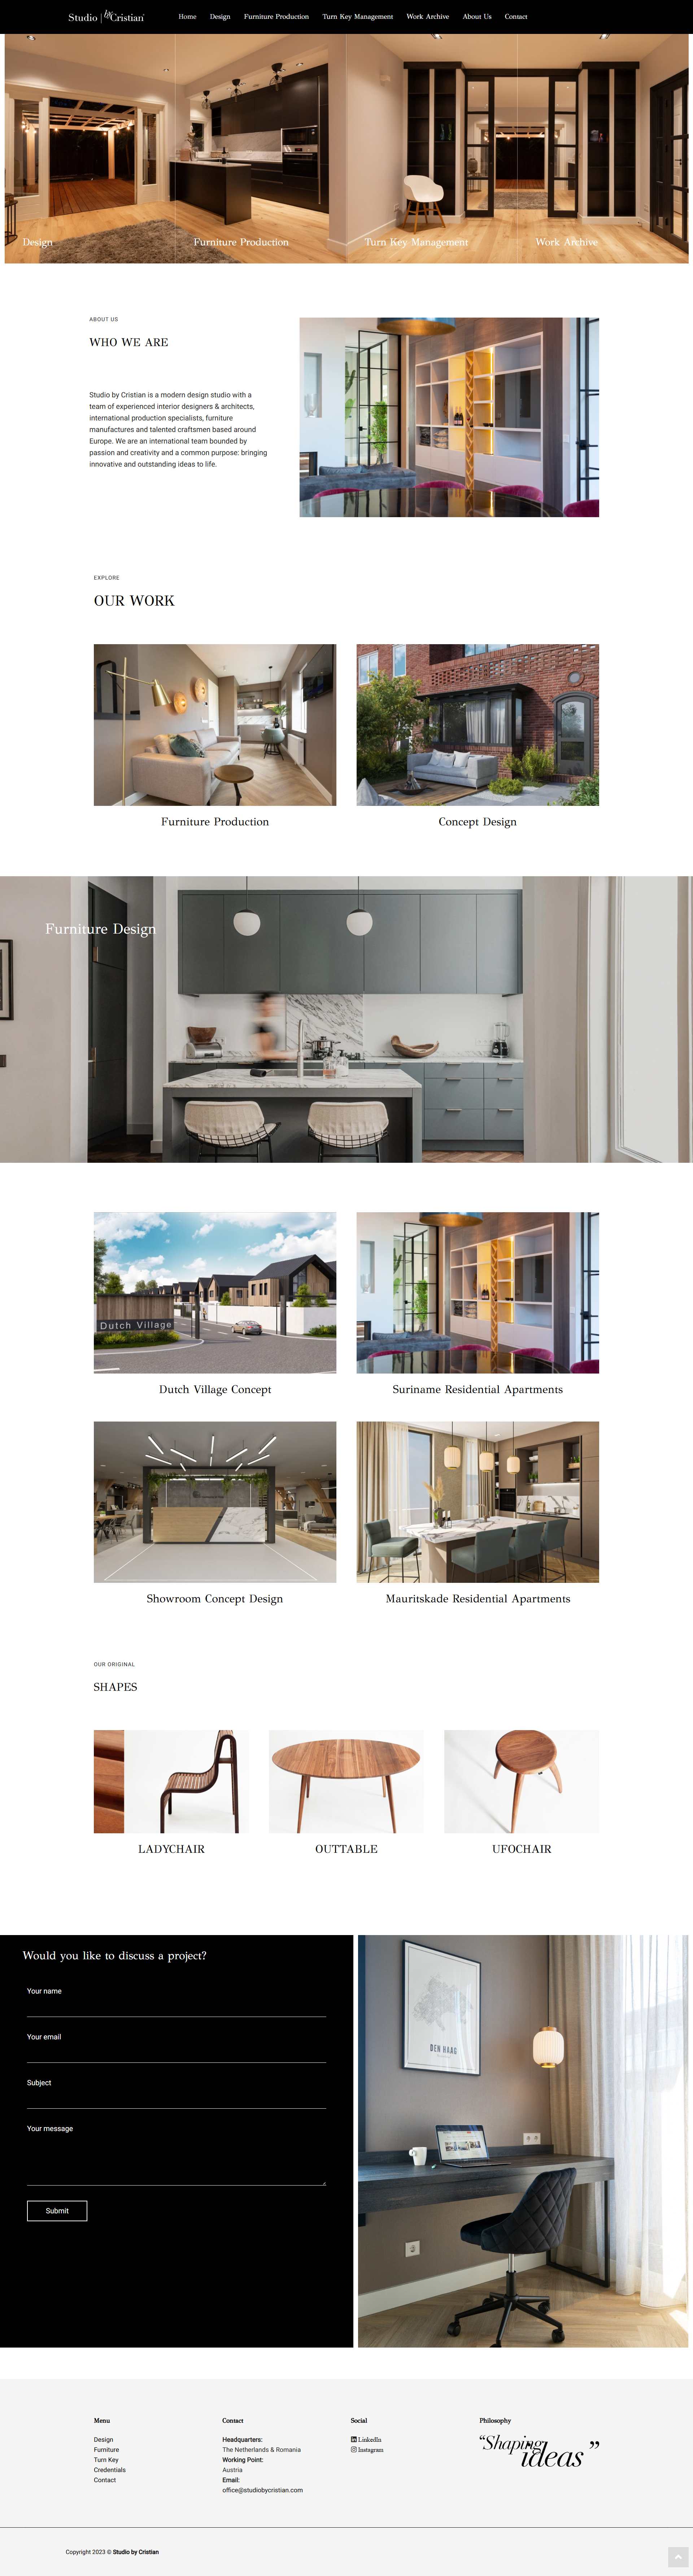 Studio | by Cristian
Home Design Furniture Production Turn Key Management Work Archive About Us Contact
Design Furniture Production Turn Key Management Work Archive
ABOUT US
WHO WE ARE
Studio by Cristian is a modern design studio with a
team of experienced interior designers & architects,
international production specialists, furniture
manufactures and talented craftsmen based around
Europe. We are an international team bounded by
passion and creativity and a common purpose: bringing
innovative and outstanding ideas to life.
EXPLORE
OUR WORK
Furniture Production Concept Design
Furniture Design
Dutch Village
Dutch Village Concept Suriname Residential Apartments
Showroom Concept Design Mauritskade Residential Apartments
OUR ORIGINAL
SHAPES
LADYCHAIR OUTTABLE UFOCHAIR
Would you like to discuss a project?
Your name
Your email
Subject
Your message
Submit
DEN HAAG
Menu
Design
Furniture
Turn Key
Credentials
Contact
Contact
Headquarters:
The Netherlands & Romania
Working Point:
Austria
Email:
office@studiobycristian.com
Social
LinkedIn
Instagram
Philosophy
“Shaping
ideas”
Copyright 2023 © Studio by Cristian